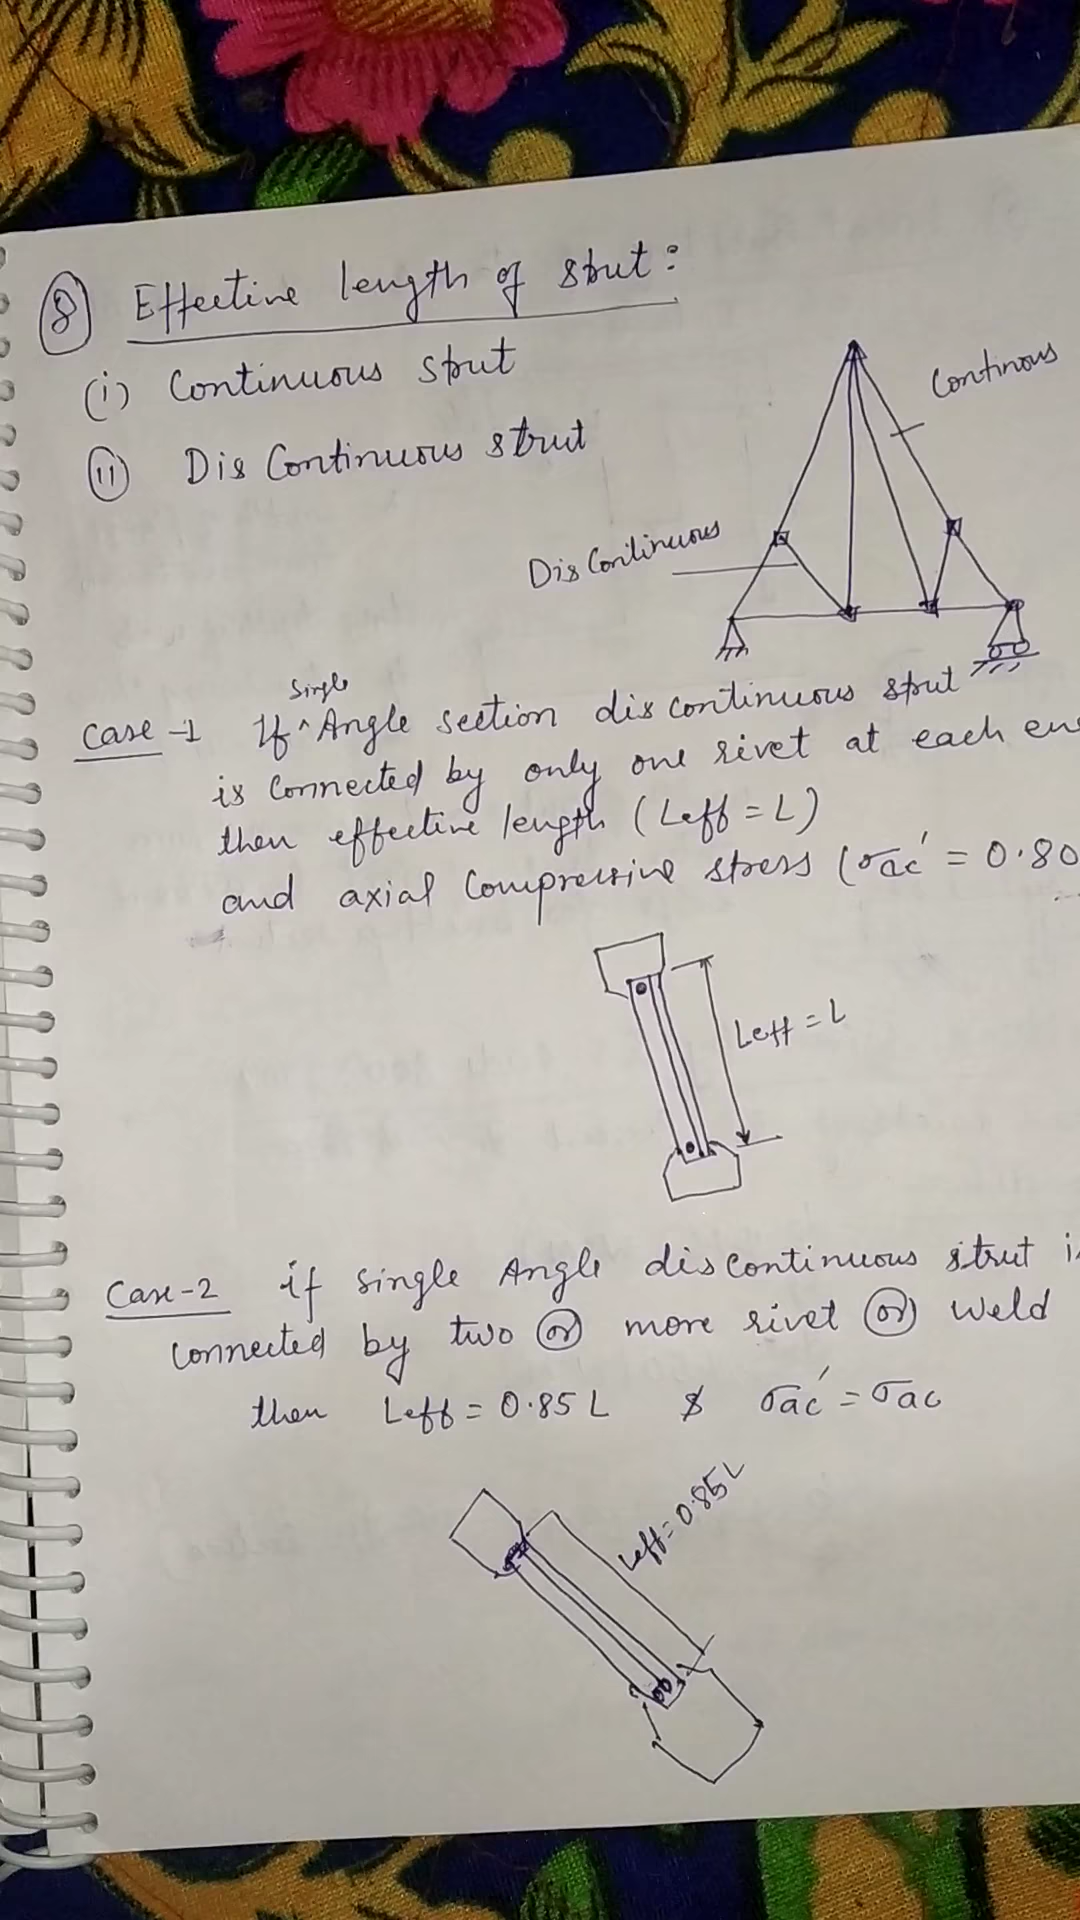 8 Effective length of strut:
(i) Continuous strut
(ii) Dis Continuous strut
Continous
Dis Continuous
Single
Case-1 If ^ Angle section dis continuous strut
is Connected by only one rivet at each
then effective length (Leff = L)
and axial Compressive stress (σac' = 0.80
Leff = L
Case-2 if single Angle dis continuous strut
Connected by two or more rivet or weld
then Leff = 0.85 L & σac' = σac
Leff = 0.85L